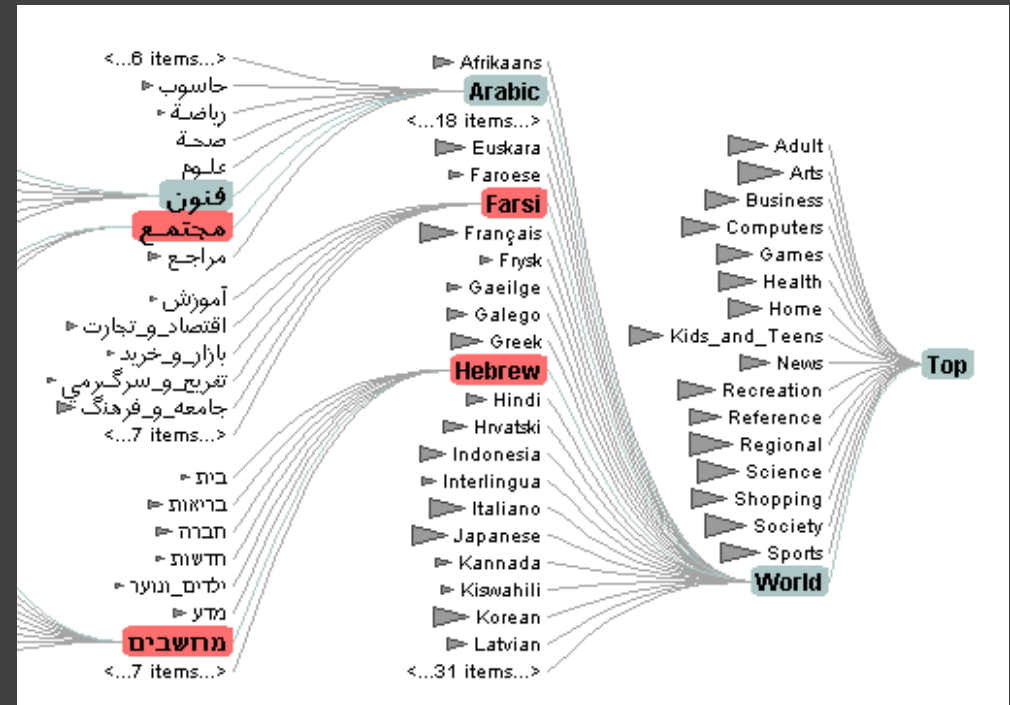 <...6 items...>
حاسوب
رياضة
صحة
علوم
فنون
مجتمع
مراجع
آموزش
اقتصاد_و_تجارت
بازار_و_خريد
تفريح_و_سرگرمي
جامعه_و_فرهنگ
<...7 items...>
בית
בריאות
חברה
חדשות
ילדים_ונוער
מדע
מחשבים
<...7 items...>
Afrikaans
Arabic
<...18 items...>
Euskara
Faroese
Farsi
Français
Frysk
Gaeilge
Galego
Greek
Hebrew
Hindi
Hrvatski
Indonesia
Interlingua
Italiano
Japanese
Kannada
Kiswahili
Korean
Latvian
<...31 items...>
Adult
Arts
Business
Computers
Games
Health
Home
Kids_and_Teens
News
Recreation
Reference
Regional
Science
Shopping
Society
Sports
World
Top